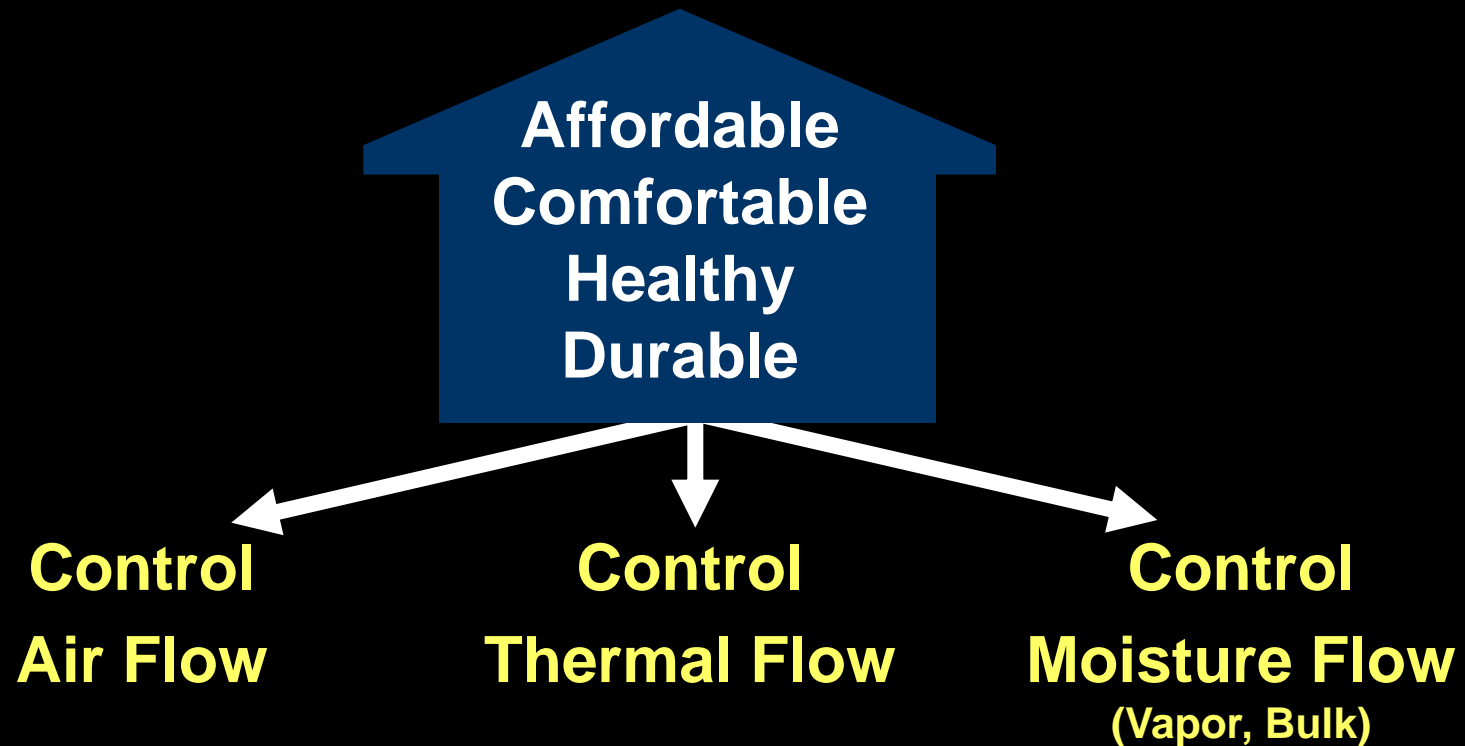 Affordable
Comfortable
Healthy
Durable
Control
Air Flow
Control
Thermal Flow
Control
Moisture Flow
(Vapor, Bulk)